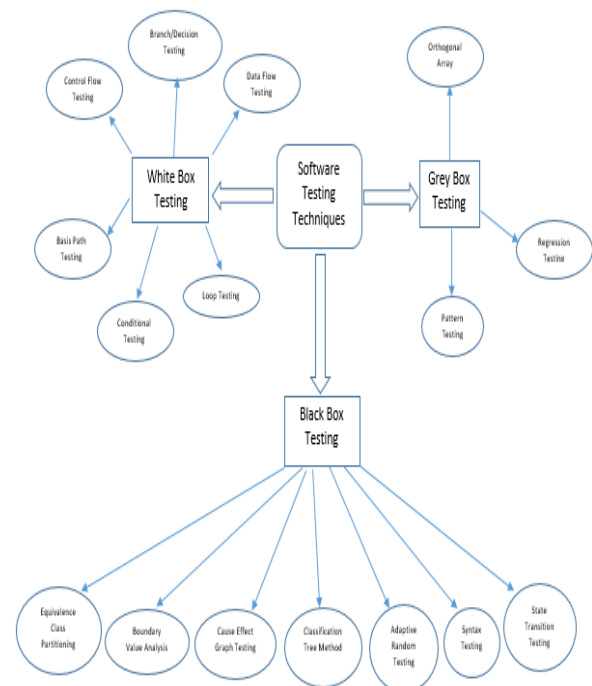 Branch/Decision
Testing
Orthogonal
Array
Control Flow
Testing
Data Flow
Testing
Software
Testing
Techniques
White Box
Testing
Grey Box
Testing
Basis Path
Testing
Regression
Testing
Loop Testing
Conditional
Testing
Pattern
Testing
Black Box
Testing
Equivalence
Class
Partitioning
Boundary
Value Analysis
Cause Effect
Graph Testing
Classification
Tree Method
Adaptive
Random
Testing
Syntax
Testing
State
Transition
Testing